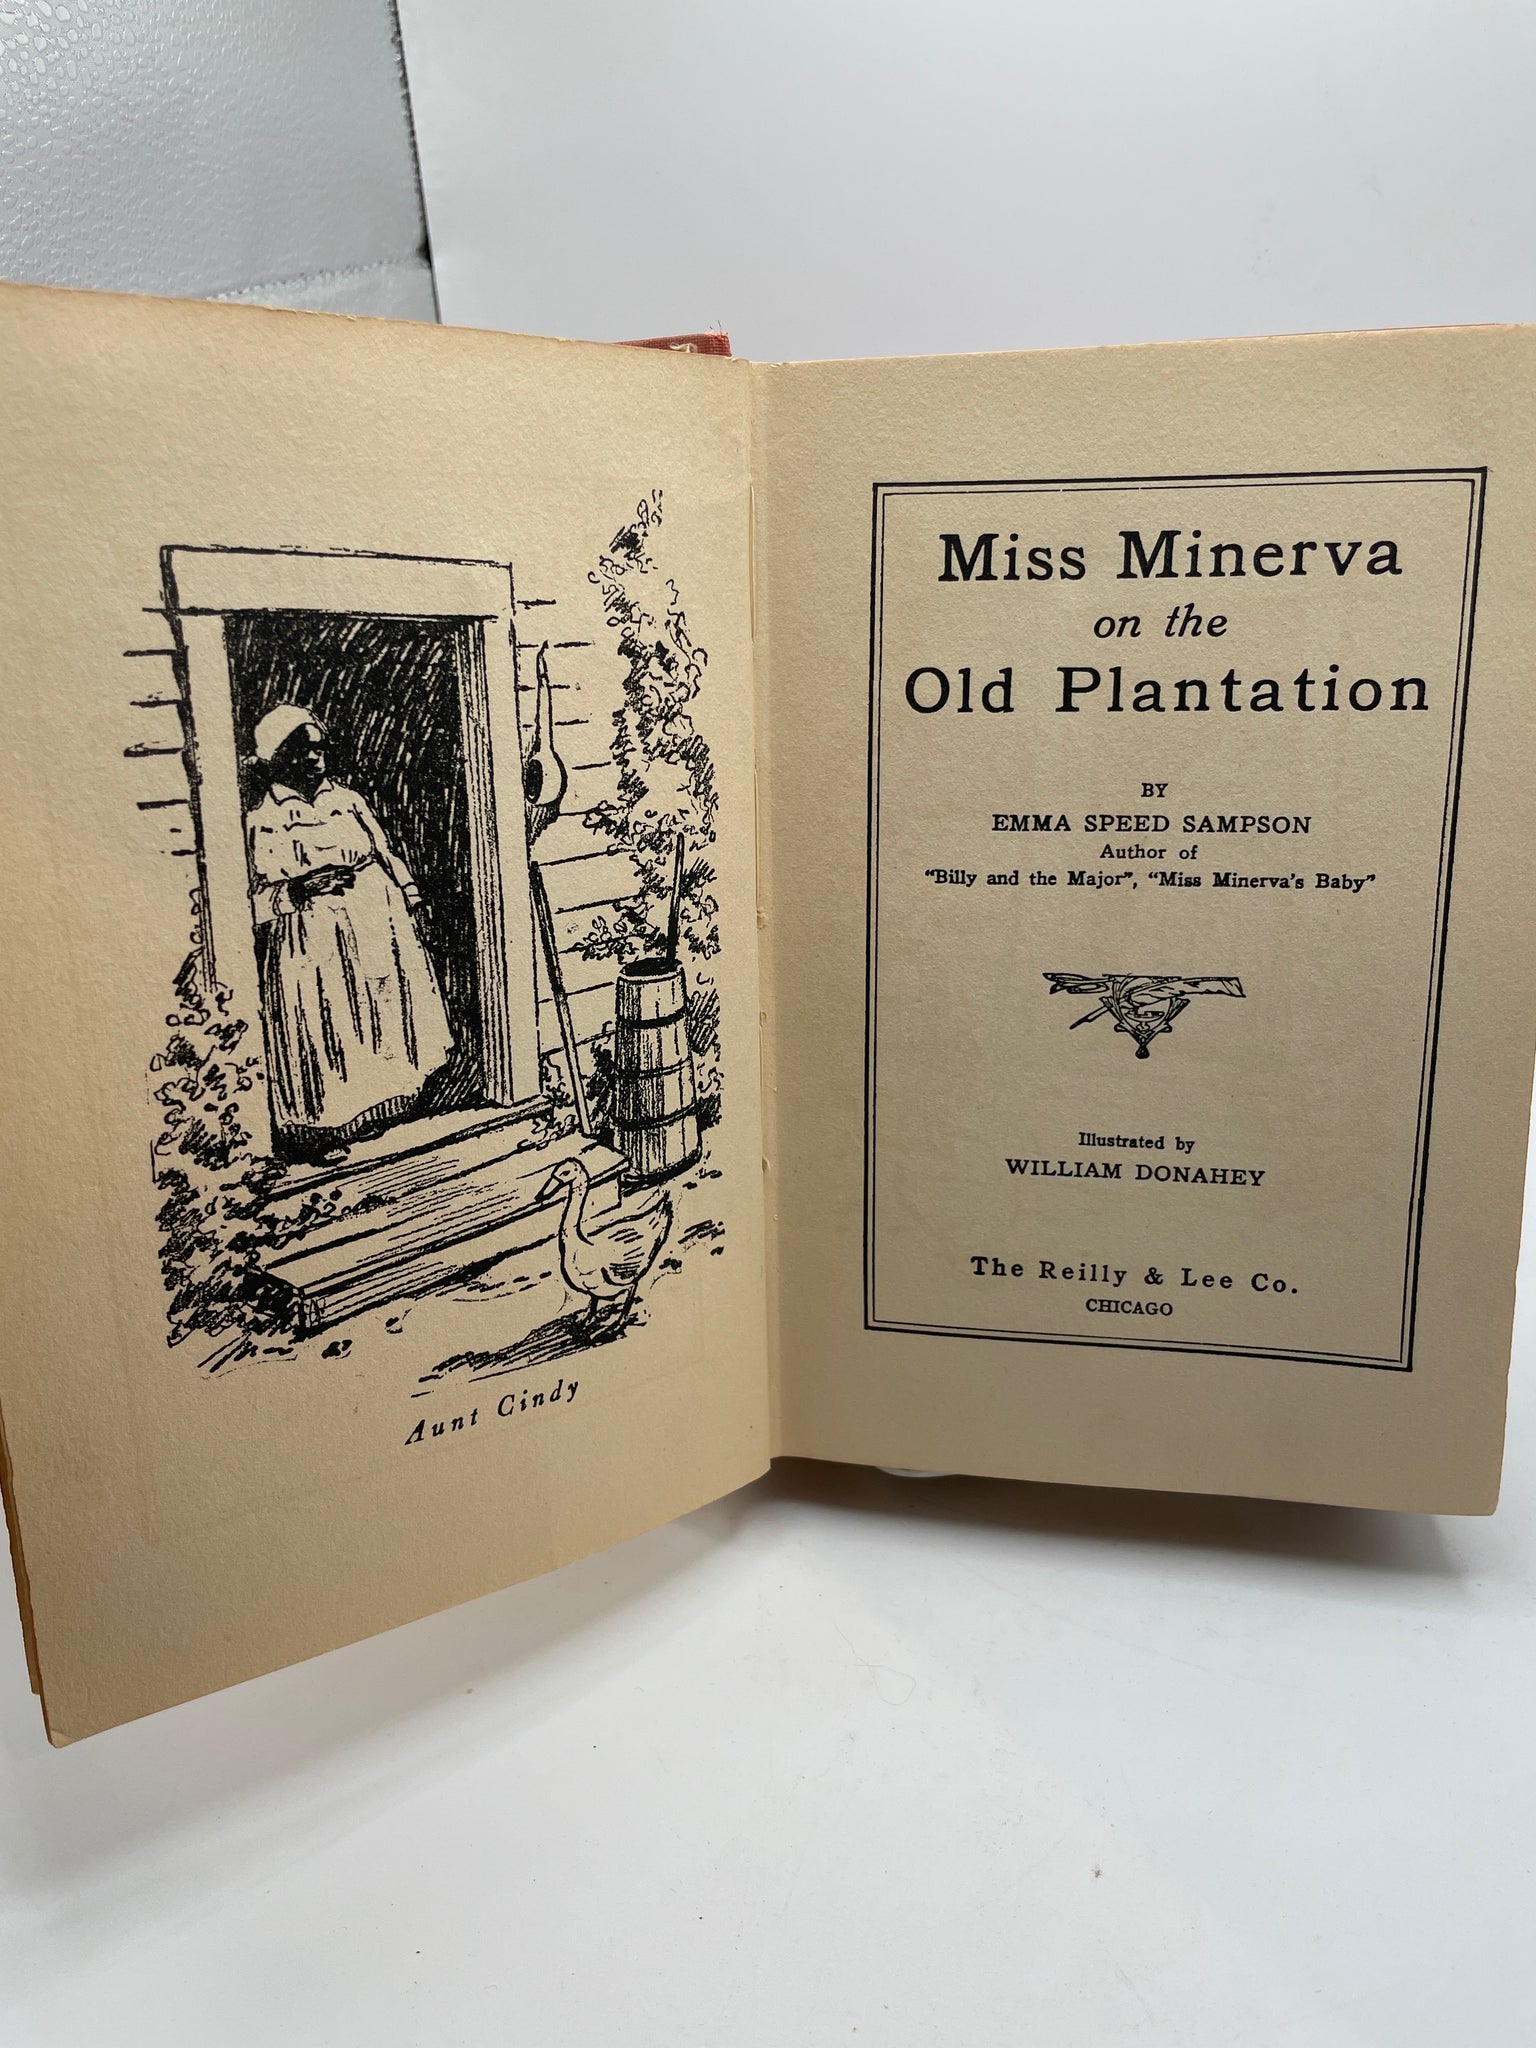 Aunt Cindy
Miss Minerva
on the
Old Plantation
BY
EMMA SPEED SAMPSON
Author of
"Billy and the Major", "Miss Minerva's Baby"
Illustrated by
WILLIAM DONAHEY
The Reilly & Lee Co.
CHICAGO